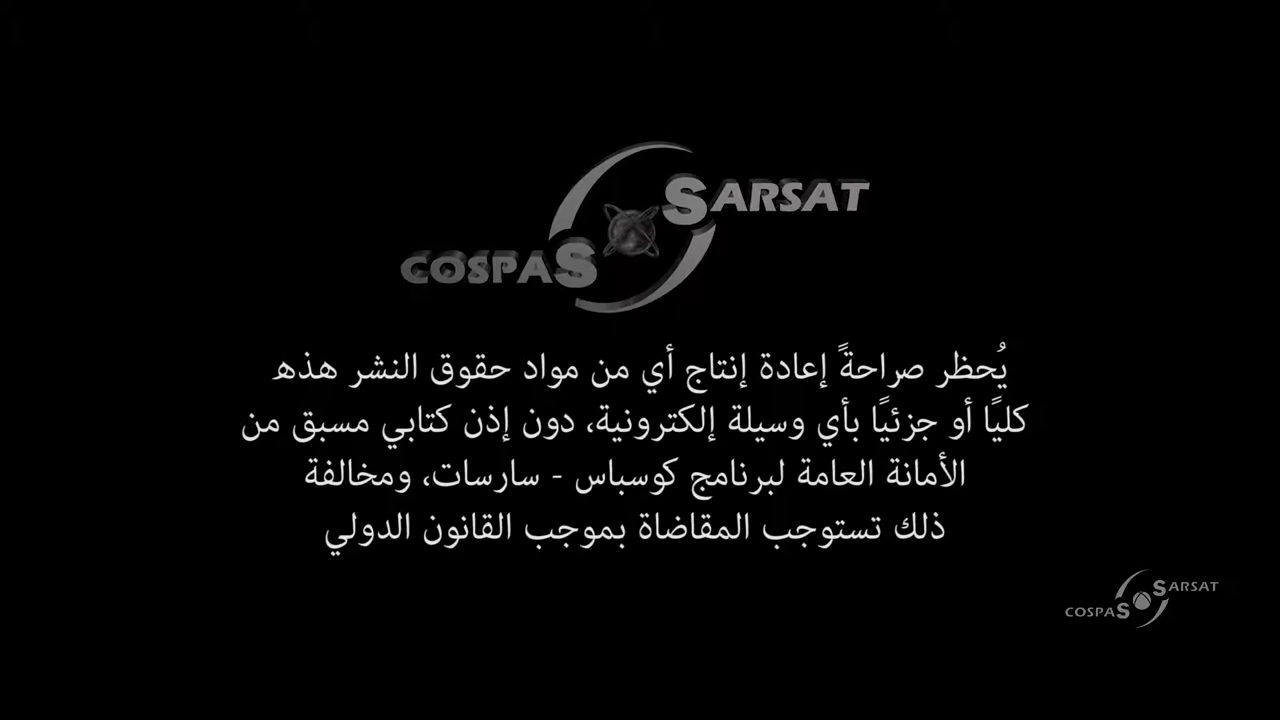 SARSAT
COSPAS
يُحظر صراحةً إعادة إنتاج أي من مواد حقوق النشر هذه
كليًا أو جزئيًا بأي وسيلة إلكترونية، دون إذن كتابي مسبق من
الأمانة العامة لبرنامج كوسباس - سارسات، ومخالفة
ذلك تستوجب المقاضاة بموجب القانون الدولي
SARSAT
COSPAS